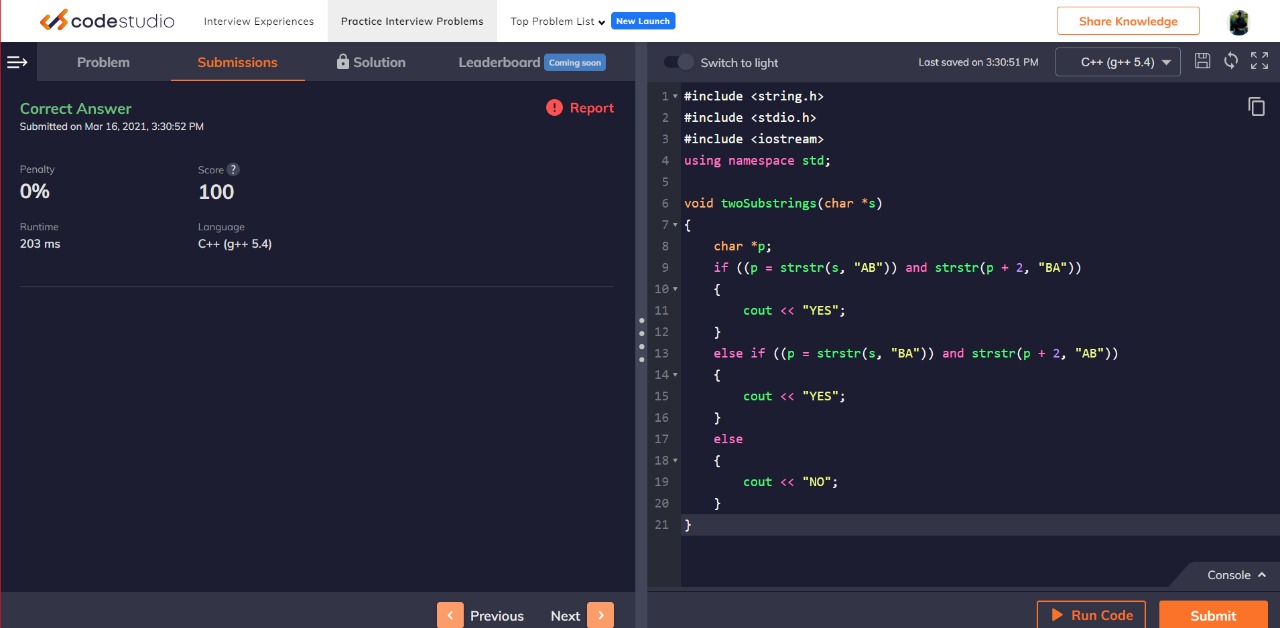 codestudio
Interview Experiences
Practice Interview Problems
Top Problem List
New Launch
Share Knowledge
Problem
Submissions
Solution
Leaderboard
Coming soon
Correct Answer
Submitted on Mar 16, 2021, 3:30:52 PM
! Report
Penalty
Score ?
0%
100
Runtime
Language
203 ms
C++ (g++ 5.4)
Previous
Next
Switch to light
Last saved on 3:30:51 PM
C++ (g++ 5.4)
1 #include <string.h>
2 #include <stdio.h>
3 #include <iostream>
4 using namespace std;
5
6 void twoSubstrings(char *s)
7 {
8     char *p;
9     if ((p = strstr(s, "AB")) and strstr(p + 2, "BA"))
10     {
11         cout << "YES";
12     }
13     else if ((p = strstr(s, "BA")) and strstr(p + 2, "AB"))
14     {
15         cout << "YES";
16     }
17     else
18     {
19         cout << "NO";
20     }
21 }
Console
Run Code
Submit